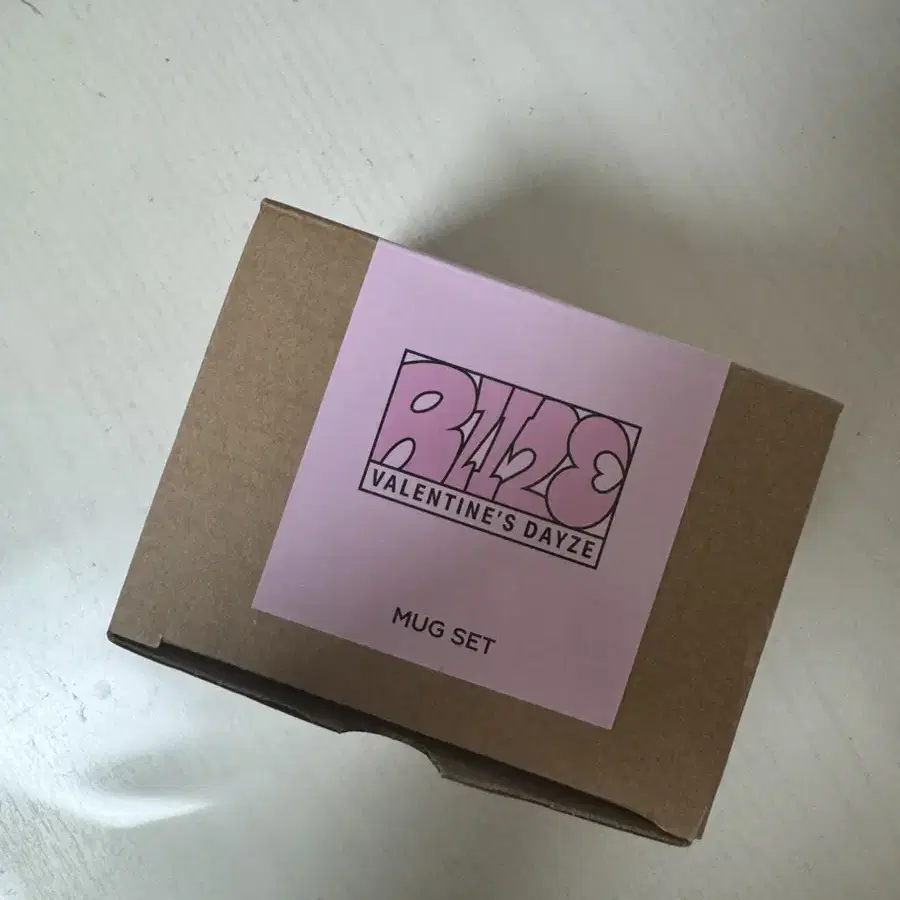 RIIZE
VALENTINE'S DAYZE
MUG SET